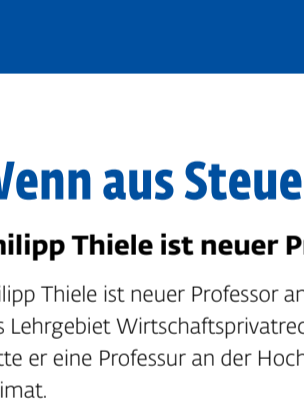 Wenn aus Steue
hilipp Thiele ist neuer Pr
ilipp Thiele ist neuer Professor an
s Lehrgebiet Wirtschaftsprivatrec
tte er eine Professur an der Hoch
imat.